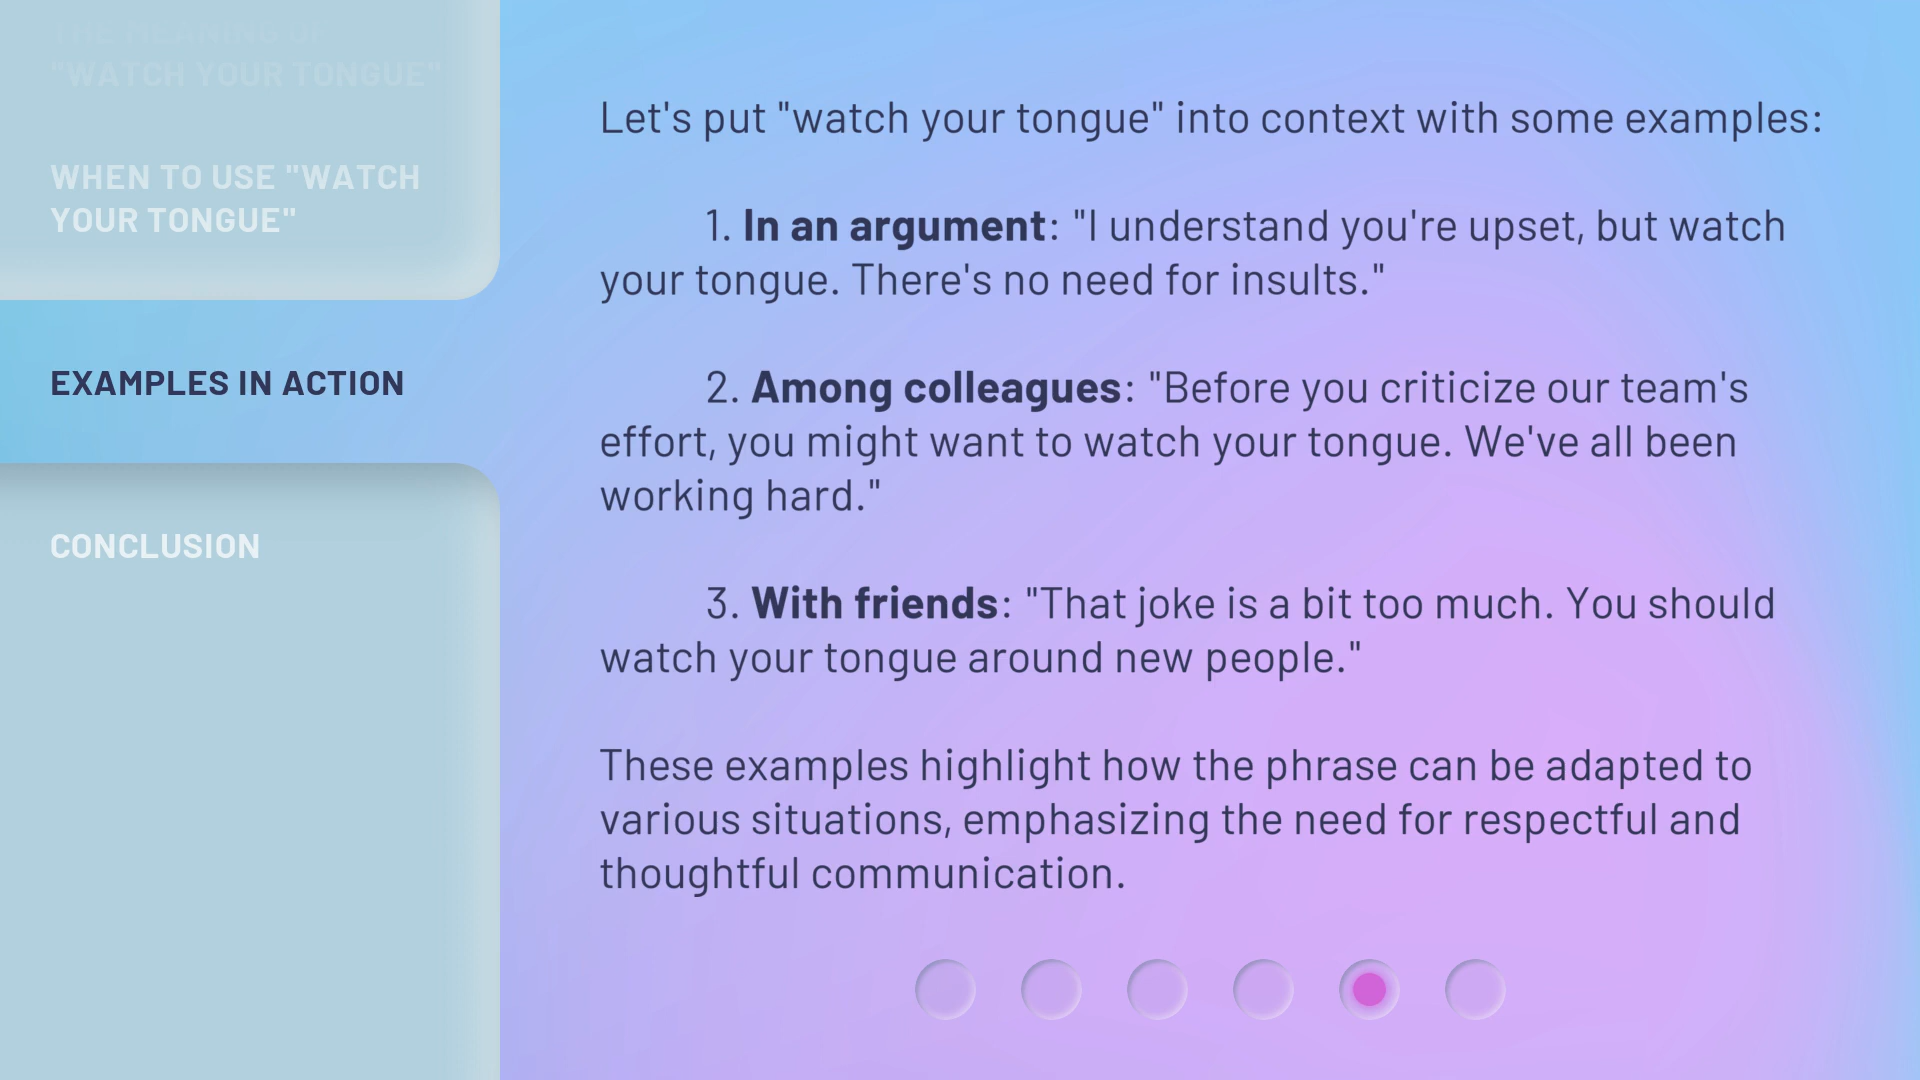 THE MEANING OF
"WATCH YOUR TONGUE"
WHEN TO USE "WATCH
YOUR TONGUE"
EXAMPLES IN ACTION
CONCLUSION
Let's put "watch your tongue" into context with some examples:
1. In an argument: "I understand you're upset, but watch
your tongue. There's no need for insults."
2. Among colleagues: "Before you criticize our team's
effort, you might want to watch your tongue. We've all been
working hard."
3. With friends: "That joke is a bit too much. You should
watch your tongue around new people."
These examples highlight how the phrase can be adapted to
various situations, emphasizing the need for respectful and
thoughtful communication.